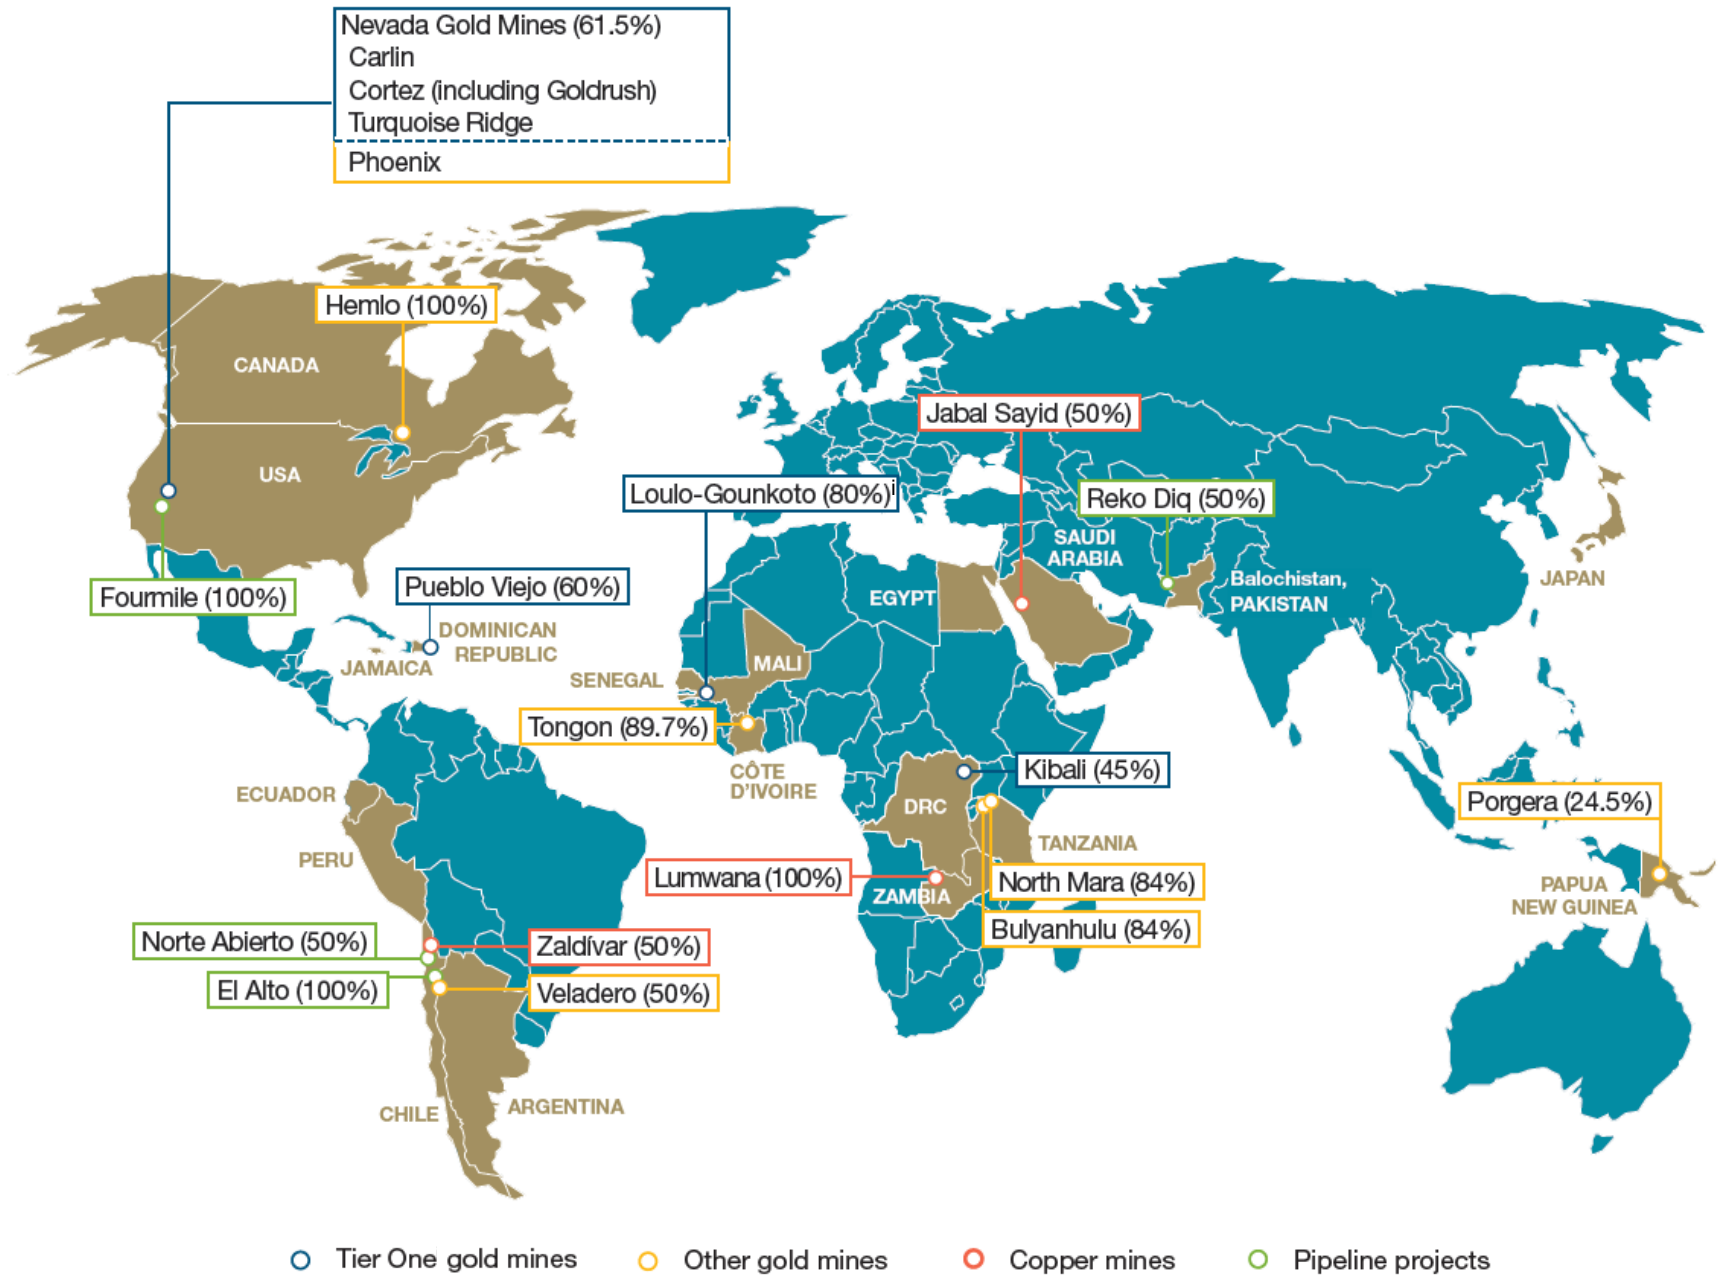 Nevada Gold Mines (61.5%)
Carlin
Cortez (including Goldrush)
Turquoise Ridge
Phoenix
Hemlo (100%)
CANADA
USA
Jabal Sayid (50%)
Loulo-Gounkoto (80%)i
Reko Diq (50%)
SAUDI
ARABIA
Fourmile (100%)
Pueblo Viejo (60%)
EGYPT
Balochistan,
PAKISTAN
JAPAN
DOMINICAN
REPUBLIC
JAMAICA
SENEGAL
MALI
Tongon (89.7%)
CÔTE
D'IVOIRE
Kibali (45%)
ECUADOR
DRC
Porgera (24.5%)
PERU
TANZANIA
Lumwana (100%)
ZAMBIA
North Mara (84%)
PAPUA
NEW GUINEA
Bulyanhulu (84%)
Norte Abierto (50%)
Zaldívar (50%)
El Alto (100%)
Veladero (50%)
CHILE
ARGENTINA
Tier One gold mines
Other gold mines
Copper mines
Pipeline projects